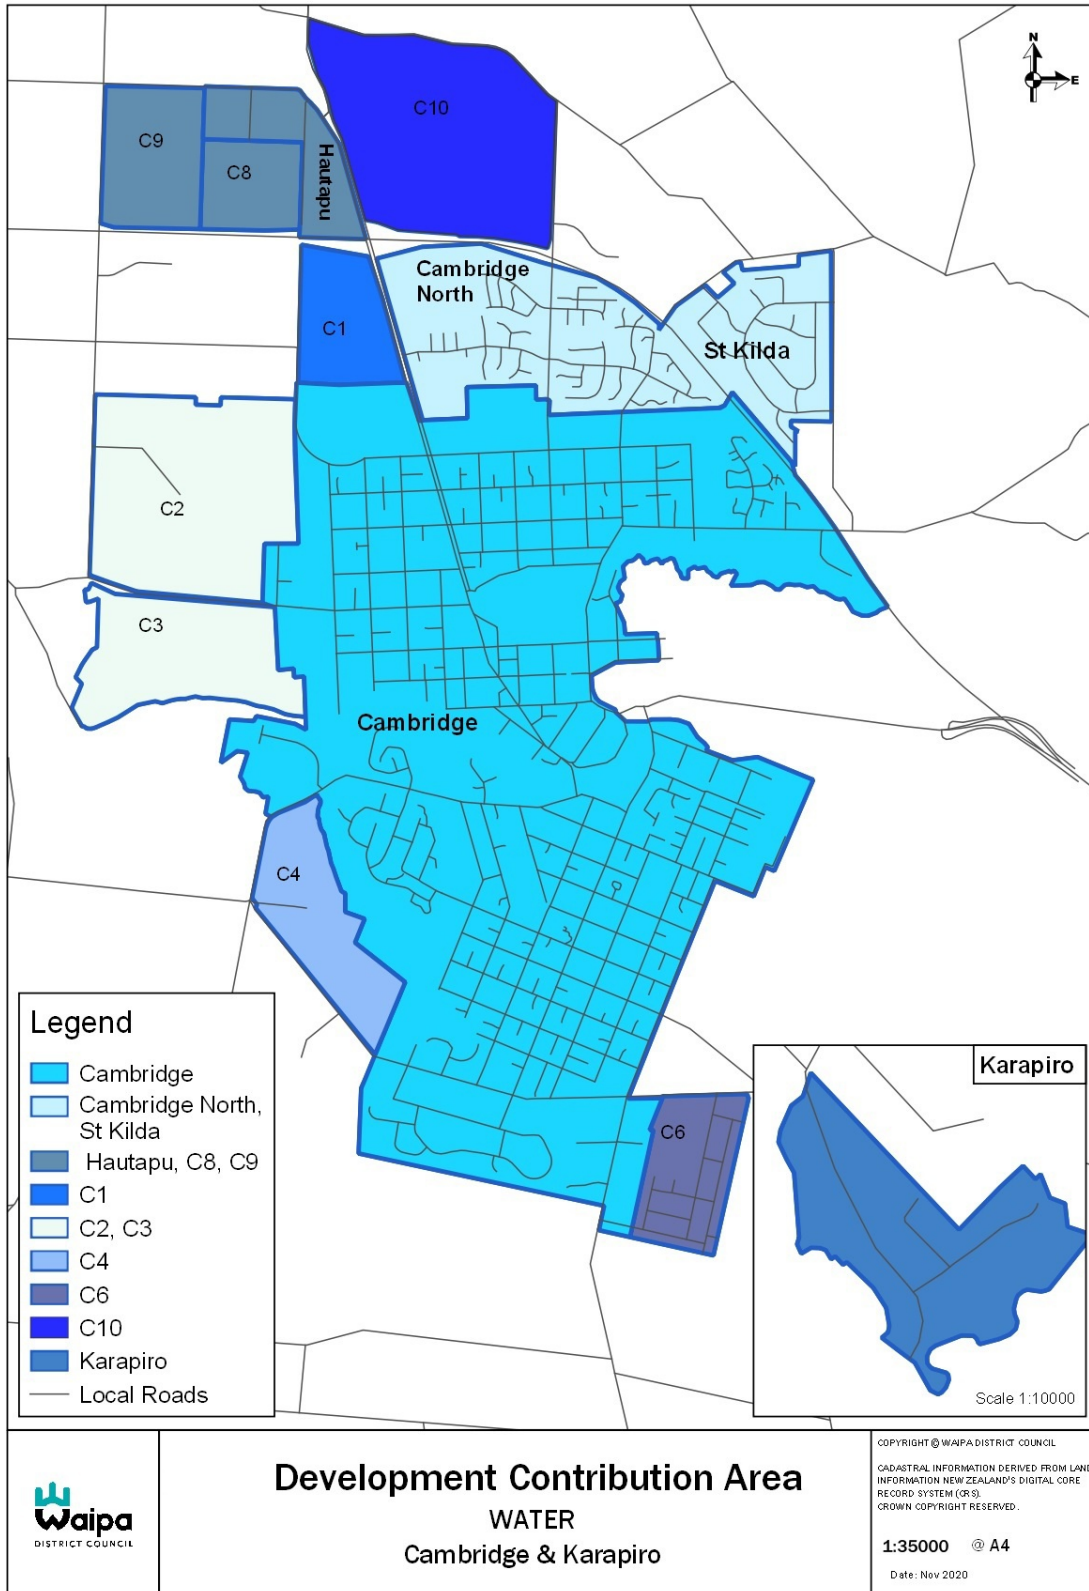 N
E
C10
C9
C8
Hautapu
Cambridge
North
C1
St Kilda
C2
C3
Cambridge
C4
C6
Legend
Cambridge
Cambridge North,
St Kilda
Hautapu, C8, C9
C1
C2, C3
C4
C6
C10
Karapiro
Local Roads
Karapiro
Scale 1:10000
Waipa
DISTRICT COUNCIL
Development Contribution Area
WATER
Cambridge & Karapiro
COPYRIGHT © WAIPA DISTRICT COUNCIL
CADASTRAL INFORMATION DERIVED FROM LAND
INFORMATION NEW ZEALAND'S DIGITAL CORE
RECORD SYSTEM (CRS).
CROWN COPYRIGHT RESERVED.
1:35000 @ A4
Date: Nov 2020